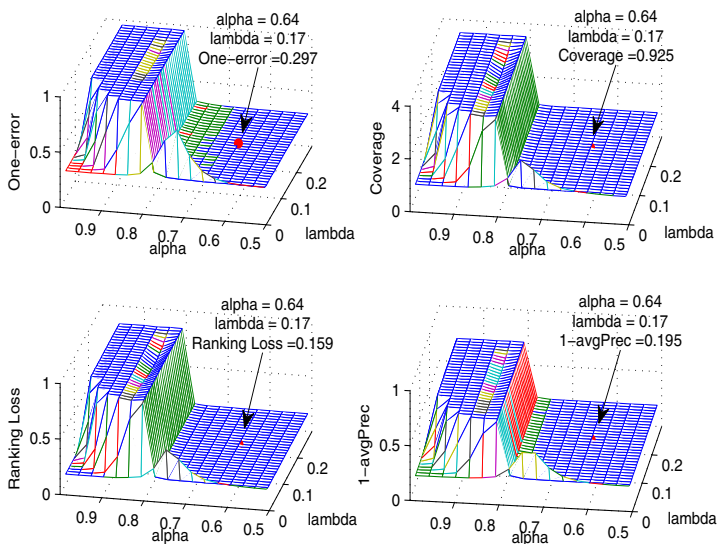 alpha = 0.64
lambda = 0.17
One-error =0.297
One-error
1
0.5
0
0.9
0.8
0.7
0.6
0.5
alpha
0
0.1
0.2
lambda
alpha = 0.64
lambda = 0.17
Coverage =0.925
Coverage
4
2
0
0.9
0.8
0.7
0.6
0.5
alpha
0
0.1
0.2
lambda
alpha = 0.64
lambda = 0.17
Ranking Loss =0.159
Ranking Loss
1
0.5
0
0.9
0.8
0.7
0.6
0.5
alpha
0
0.1
0.2
lambda
alpha = 0.64
lambda = 0.17
1-avgPrec =0.195
1-avgPrec
1
0.5
0
0.9
0.8
0.7
0.6
0.5
alpha
0
0.1
0.2
lambda